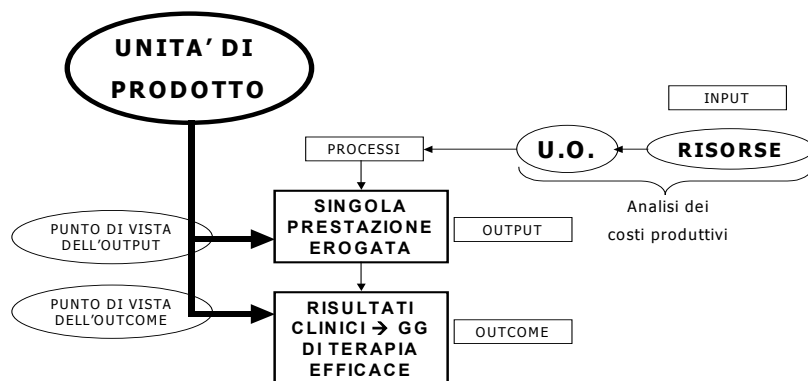 UNITA’ DI
PRODOTTO
INPUT
PROCESSI
U.O.
RISORSE
SINGOLA
PRESTAZIONE
EROGATA
Analisi dei
costi produttivi
PUNTO DI VISTA
DELL’OUTPUT
OUTPUT
PUNTO DI VISTA
DELL’OUTCOME
RISULTATI
CLINICI → GG
DI TERAPIA
EFFICACE
OUTCOME